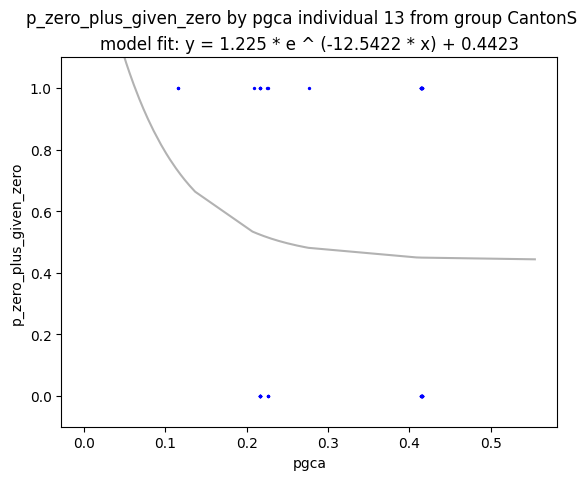 p_zero_plus_given_zero by pgca individual 13 from group CantonS
model fit: y = 1.225 * e ^ (-12.5422 * x) + 0.4423
1.0
0.8
0.6
0.4
0.2
0.0
p_zero_plus_given_zero
0.0 0.1 0.2 0.3 0.4 0.5
pgca